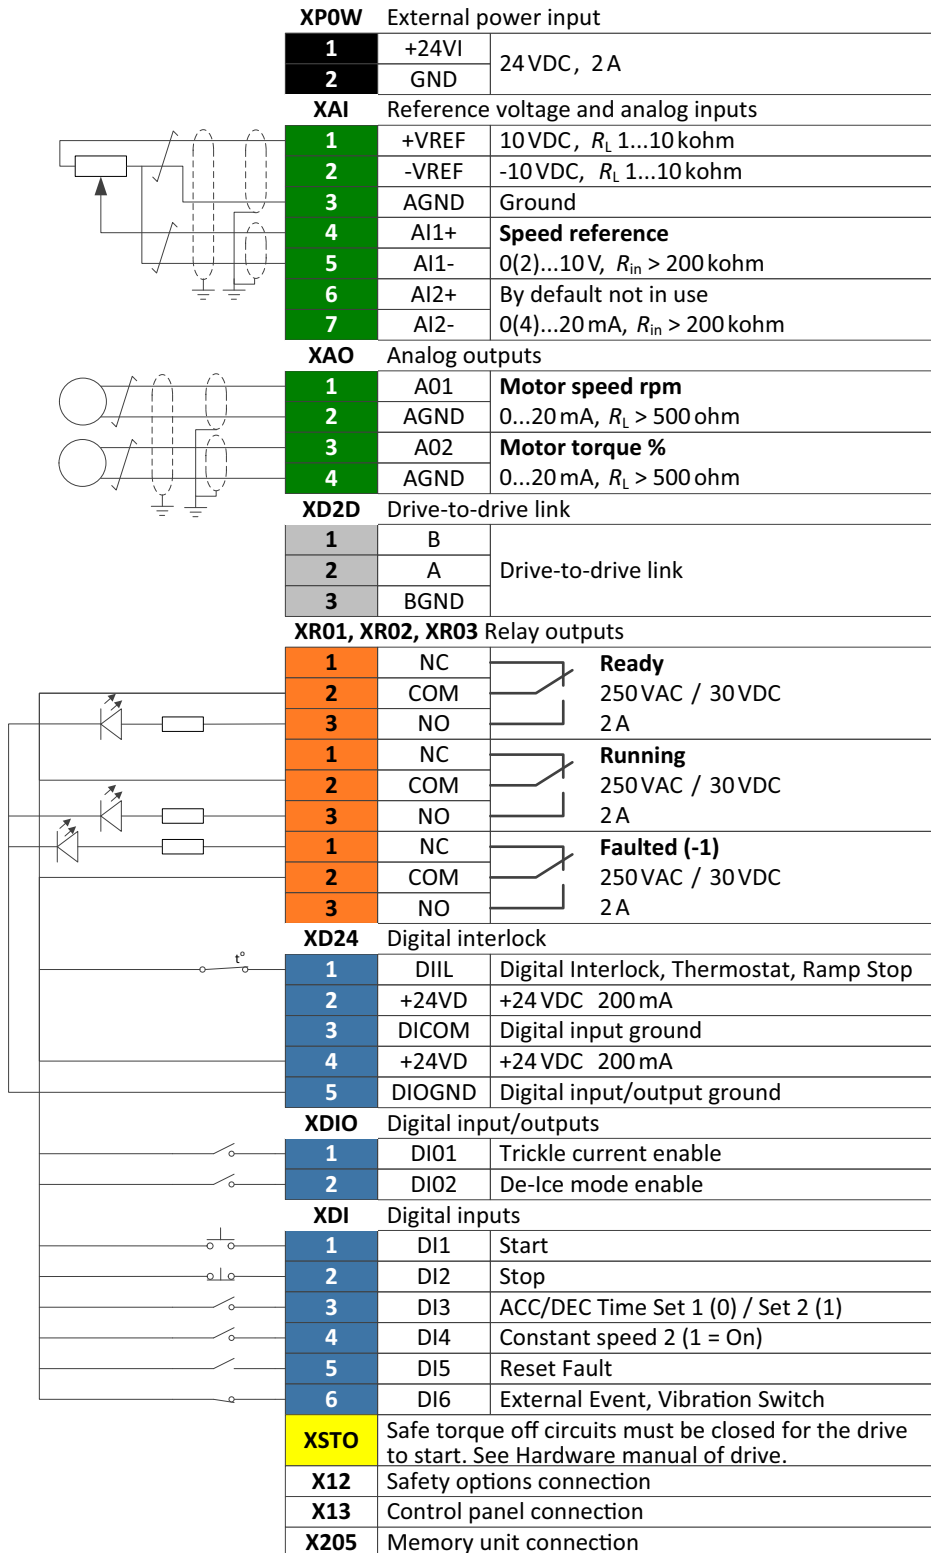 XP0W External power input
1 +24VI 24 VDC, 2 A
2 GND
XAI Reference voltage and analog inputs
1 +VREF 10 VDC, RL 1...10 kohm
2 -VREF -10 VDC, RL 1...10 kohm
3 AGND Ground
4 AI1+ Speed reference
5 AI1- 0(2)...10 V, Rin > 200 kohm
6 AI2+ By default not in use
7 AI2- 0(4)...20 mA, Rin > 200 kohm
XAO Analog outputs
1 A01 Motor speed rpm
2 AGND 0...20 mA, RL > 500 ohm
3 A02 Motor torque %
4 AGND 0...20 mA, RL > 500 ohm
XD2D Drive-to-drive link
1 B
2 A Drive-to-drive link
3 BGND
XR01, XR02, XR03 Relay outputs
1 NC Ready
2 COM 250 VAC / 30 VDC
3 NO 2 A
1 NC Running
2 COM 250 VAC / 30 VDC
3 NO 2 A
1 NC Faulted (-1)
2 COM 250 VAC / 30 VDC
3 NO 2 A
XD24 Digital interlock
t° 1 DIIL Digital Interlock, Thermostat, Ramp Stop
2 +24VD +24 VDC 200 mA
3 DICOM Digital input ground
4 +24VD +24 VDC 200 mA
5 DIOGND Digital input/output ground
XDIO Digital input/outputs
1 DI01 Trickle current enable
2 DI02 De-Ice mode enable
XDI Digital inputs
1 DI1 Start
2 DI2 Stop
3 DI3 ACC/DEC Time Set 1 (0) / Set 2 (1)
4 DI4 Constant speed 2 (1 = On)
5 DI5 Reset Fault
6 DI6 External Event, Vibration Switch
XSTO Safe torque off circuits must be closed for the drive
to start. See Hardware manual of drive.
X12 Safety options connection
X13 Control panel connection
X205 Memory unit connection